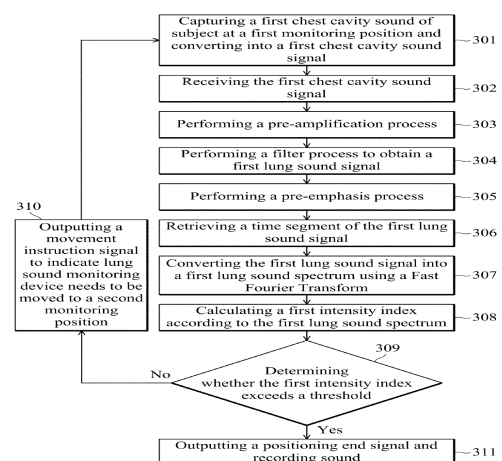 Capturing a first chest cavity sound of
subject at a first monitoring position and
converting into a first chest cavity sound
signal
301
Receiving the first chest cavity sound
signal
302
Performing a pre-amplification process
303
Performing a filter process to obtain a
first lung sound signal
304
Performing a pre-emphasis process
305
Retrieving a time segment of the first lung
sound signal
306
Converting the first lung sound signal into
a first lung sound spectrum using a Fast
Fourier Transform
307
Calculating a first intensity index
according to the first lung sound spectrum
308
309
Determining
whether the first intensity index
exceeds a threshold
No
310
Outputting a
movement
instruction signal
to indicate lung
sound monitoring
device needs to be
moved to a second
monitoring
position
Yes
Outputting a positioning end signal and
recording sound
311